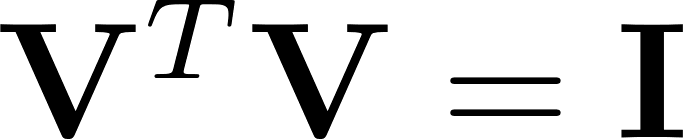 V^T V = I